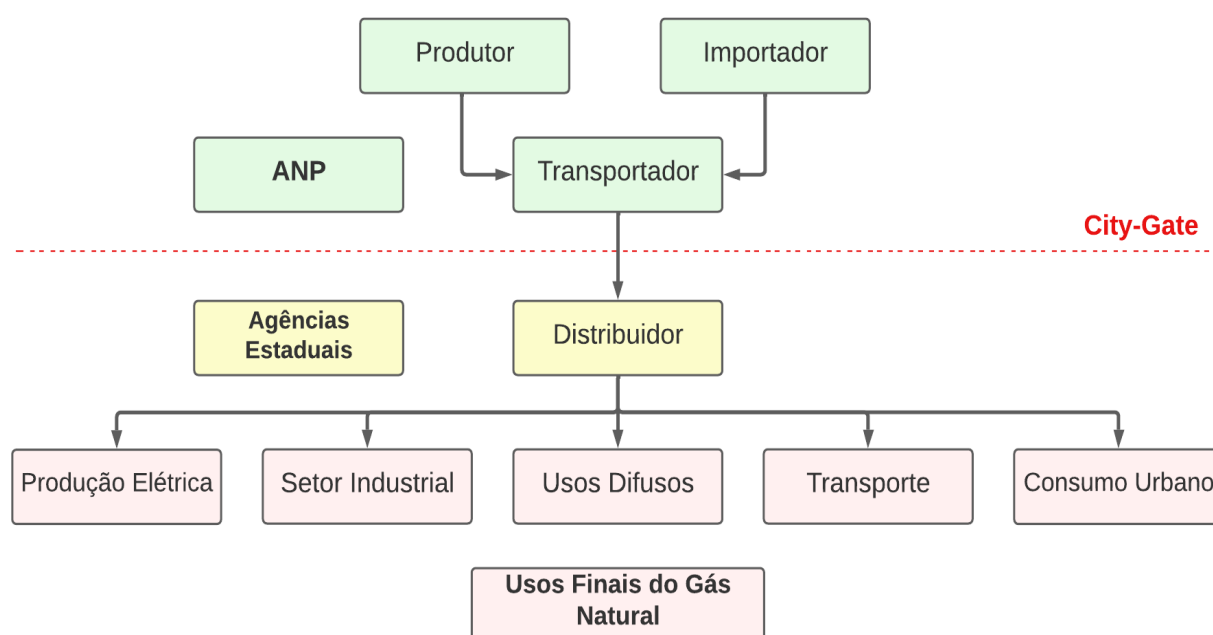 Produtor
Importador
ANP
Transportador
City-Gate
Agências
Estaduais
Distribuidor
Produção Elétrica
Setor Industrial
Usos Difusos
Transporte
Consumo Urbano
Usos Finais do Gás
Natural